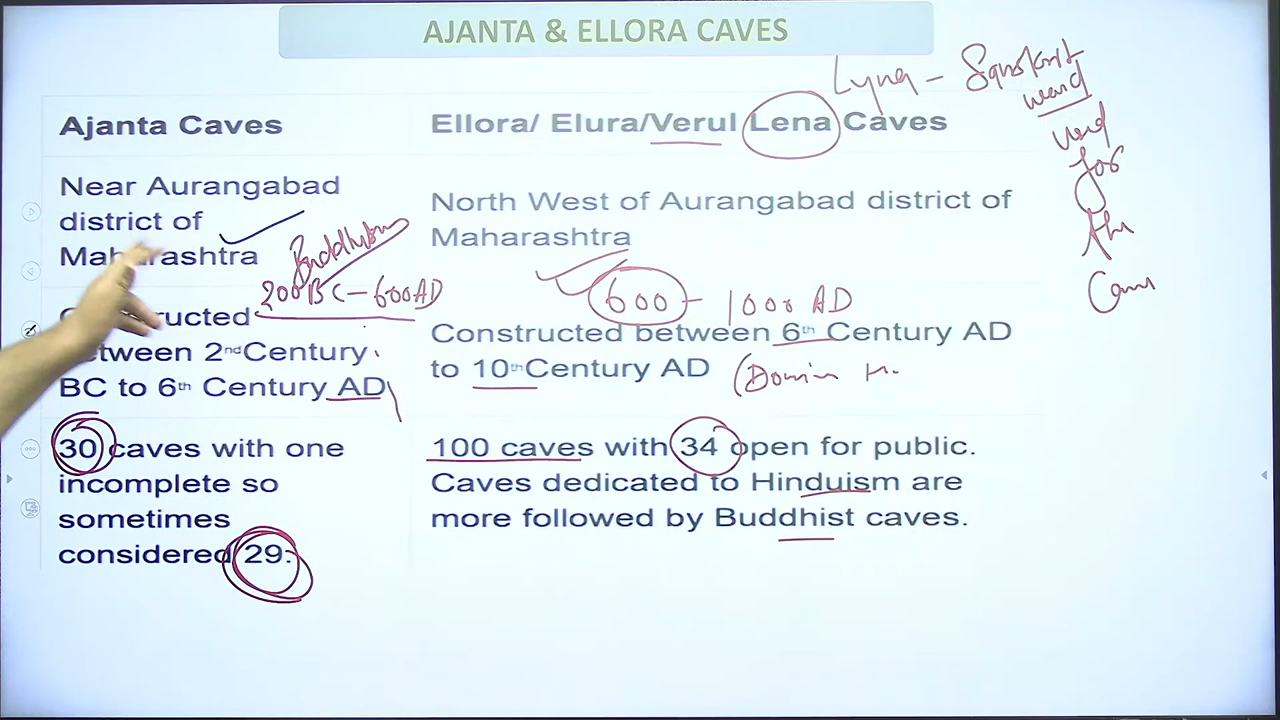 AJANTA & ELLORA CAVES
Lyna - Sanskrit
word
used
for
the
Caves
Ajanta Caves
Ellora/ Elura/Verul Lena Caves
Near Aurangabad
district of
Maharashtra
North West of Aurangabad district of
Maharashtra
Buddhism
200 BC - 600 AD
600 - 1000 AD
Constructed
between 2nd Century
BC to 6th Century AD
Constructed between 6th Century AD
to 10th Century AD
30 caves with one
incomplete so
sometimes
considered 29.
100 caves with 34 open for public.
Caves dedicated to Hinduism are
more followed by Buddhist caves.